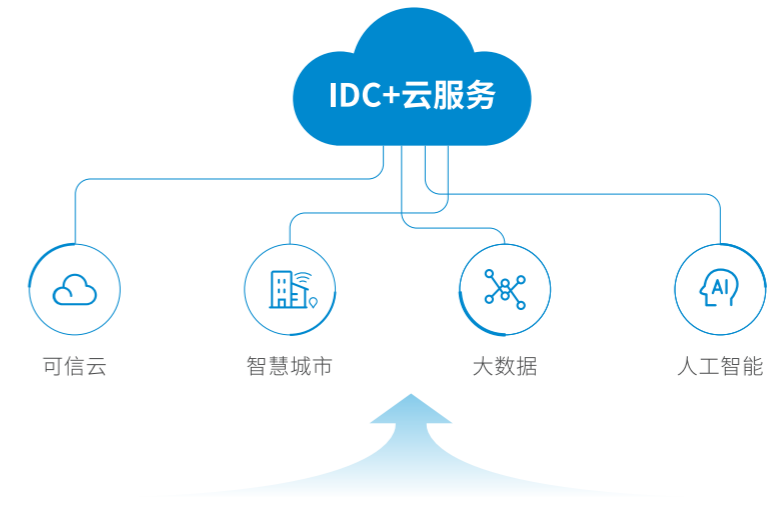 IDC+云服务
可信云
智慧城市
大数据
AI
人工智能